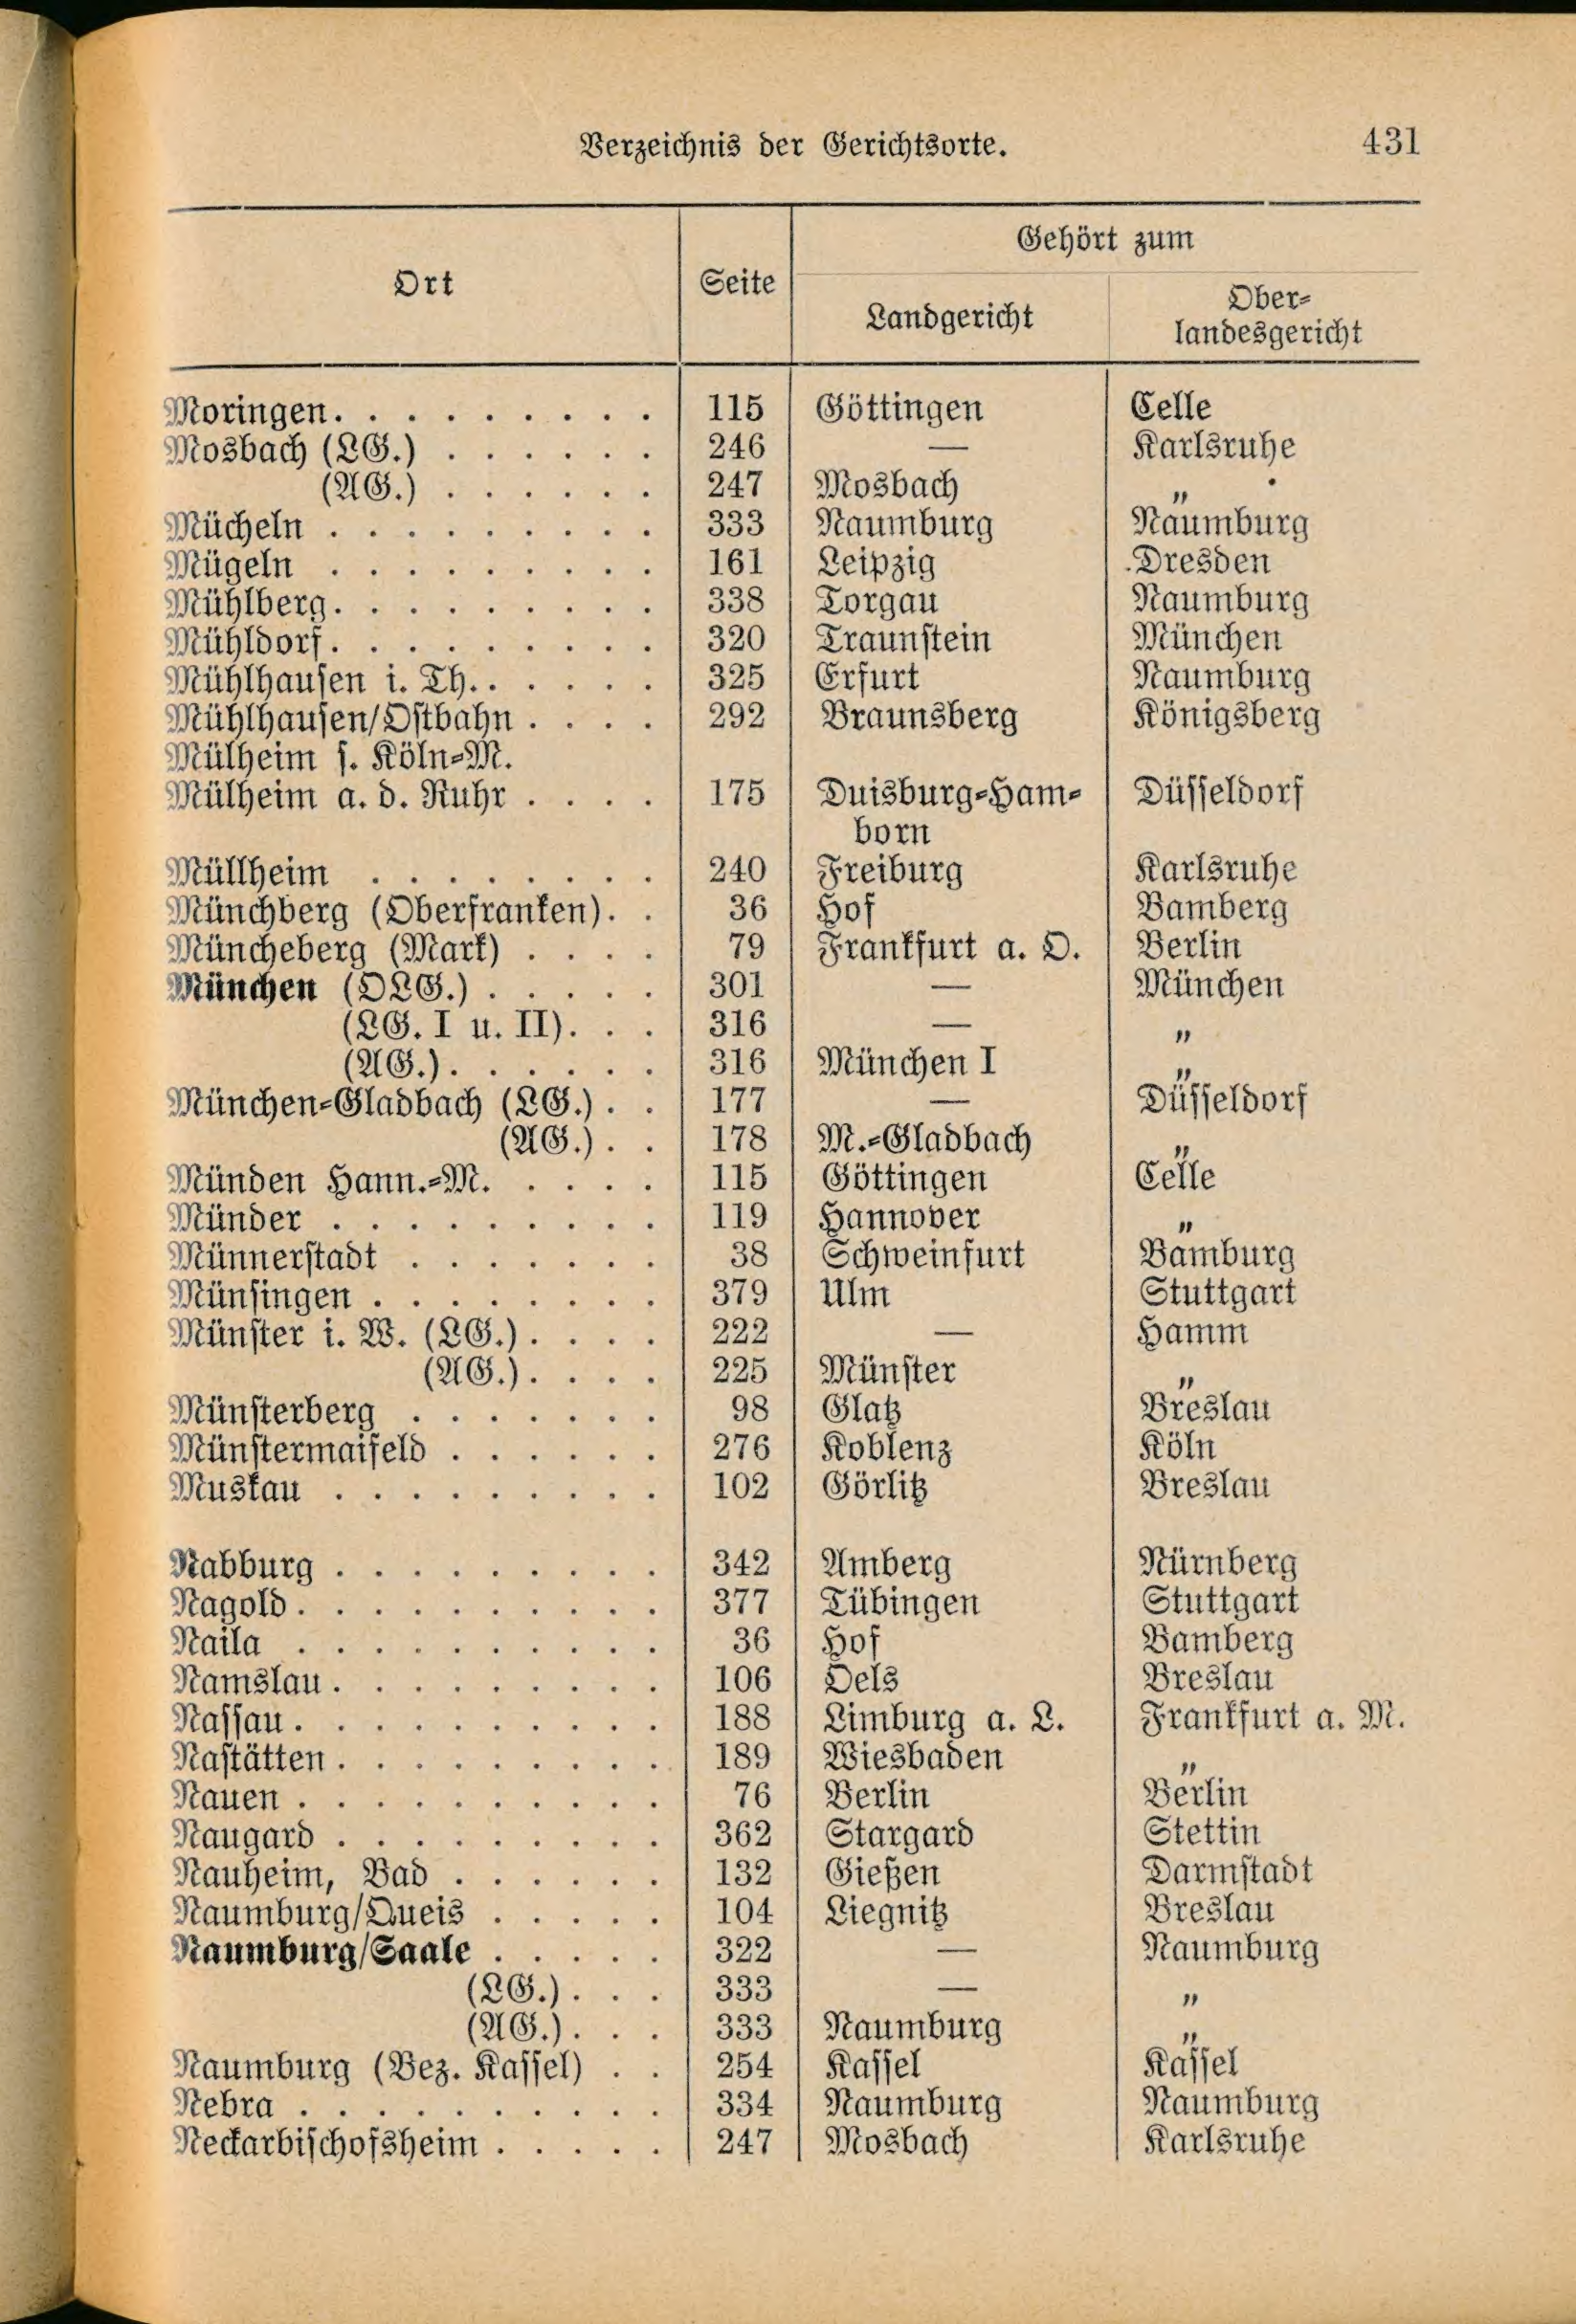 Verzeichnis der Gerichtsorte. 431
Gehört zum
Ort Seite Landgericht Ober-
landesgericht
Moringen. . . . . . . . . 115 Göttingen Celle
Mosbach (LG.) . . . . . . 246 — Karlsruhe
(AG.) . . . . . . 247 Mosbach „
Mücheln . . . . . . . . . 333 Naumburg Naumburg
Mügeln . . . . . . . . . 161 Leipzig Dresden
Mühlberg. . . . . . . . . 338 Torgau Naumburg
Mühldorf. . . . . . . . . 320 Traunstein München
Mühlhausen i. Th. . . . . . 325 Erfurt Naumburg
Mühlhausen/Ostbahn . . . . 292 Braunsberg Königsberg
Mülheim s. Köln-M.
Mülheim a. d. Ruhr . . . . 175 Duisburg-Ham- Düsseldorf
born
Müllheim . . . . . . . . 240 Freiburg Karlsruhe
Münchberg (Oberfranken). . 36 Hof Bamberg
Müncheberg (Mark) . . . . 79 Frankfurt a. O. Berlin
München (OLG.) . . . . . 301 — München
(LG. I u. II). . . 316 — „
(AG.). . . . . . 316 München I „
München-Gladbach (LG.) . . 177 — Düsseldorf
(AG.) . . 178 M.-Gladbach „
Münden Hann.-M. . . . . 115 Göttingen Celle
Münder . . . . . . . . . 119 Hannover „
Münnerstadt . . . . . . . 38 Schweinfurt Bamburg
Münsingen . . . . . . . . 379 Ulm Stuttgart
Münster i. W. (LG.) . . . . 222 — Hamm
(AG.) . . . . 225 Münster „
Münsterberg . . . . . . . 98 Glatz Breslau
Münstermaifeld . . . . . . 276 Koblenz Köln
Muskau . . . . . . . . . 102 Görlitz Breslau
Nabburg . . . . . . . . . 342 Amberg Nürnberg
Nagold . . . . . . . . . . 377 Tübingen Stuttgart
Naila . . . . . . . . . . 36 Hof Bamberg
Namslau . . . . . . . . . 106 Oels Breslau
Nassau . . . . . . . . . . 188 Limburg a. L. Frankfurt a. M.
Nastätten . . . . . . . . . 189 Wiesbaden „
Nauen . . . . . . . . . . 76 Berlin Berlin
Naugard . . . . . . . . . 362 Stargard Stettin
Nauheim, Bad . . . . . . 132 Gießen Darmstadt
Naumburg/Queis . . . . . 104 Liegnitz Breslau
Naumburg/Saale . . . . . 322 — Naumburg
(LG.) . . . 333 — „
(AG.) . . . 333 Naumburg „
Naumburg (Bez. Kassel) . . 254 Kassel Kassel
Nebra . . . . . . . . . . 334 Naumburg Naumburg
Neckarbischofsheim . . . . . 247 Mosbach Karlsruhe